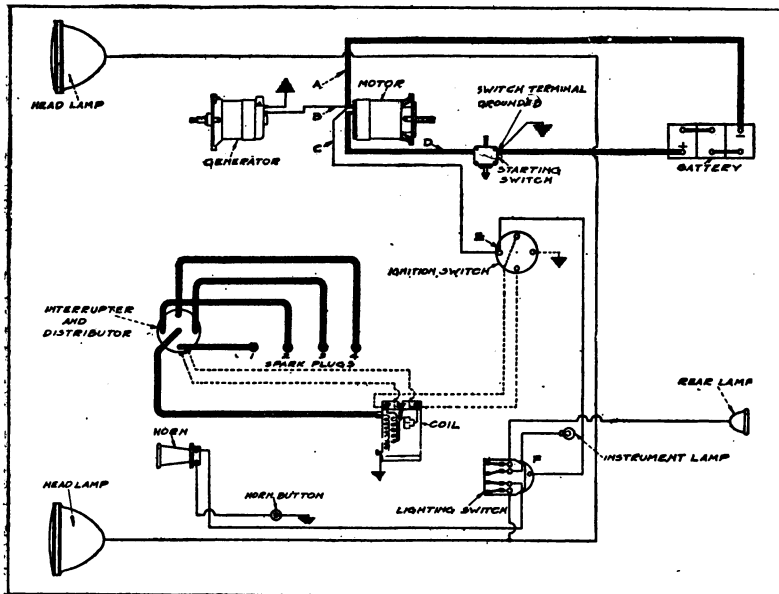 HEAD LAMP
A
MOTOR
SWITCH TERMINAL
GROUNDED
B
GENERATOR
C
D
STARTING
SWITCH
+
-
BATTERY
E
IGNITION SWITCH
INTERRUPTER
AND
DISTRIBUTOR
1 2 3 4
SPARK PLUGS
REAR LAMP
COIL
HORN
F
INSTRUMENT LAMP
HEAD LAMP
HORN BUTTON
LIGHTING SWITCH